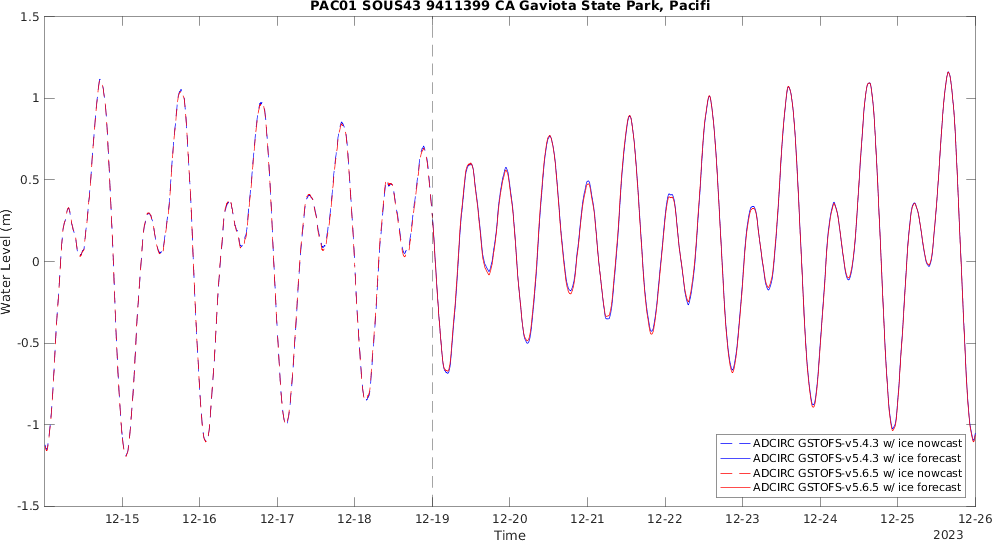 PAC01 SOUS43 9411399 CA Gaviota State Park, Pacifi
1.5
1
0.5
0
-0.5
-1
-1.5
Water Level (m)
ADCIRC GSTOFS-v5.4.3 w/ ice nowcast
ADCIRC GSTOFS-v5.4.3 w/ ice forecast
ADCIRC GSTOFS-v5.6.5 w/ ice nowcast
ADCIRC GSTOFS-v5.6.5 w/ ice forecast
12-15 12-16 12-17 12-18 12-19 12-20 12-21 12-22 12-23 12-24 12-25 12-26
Time
2023